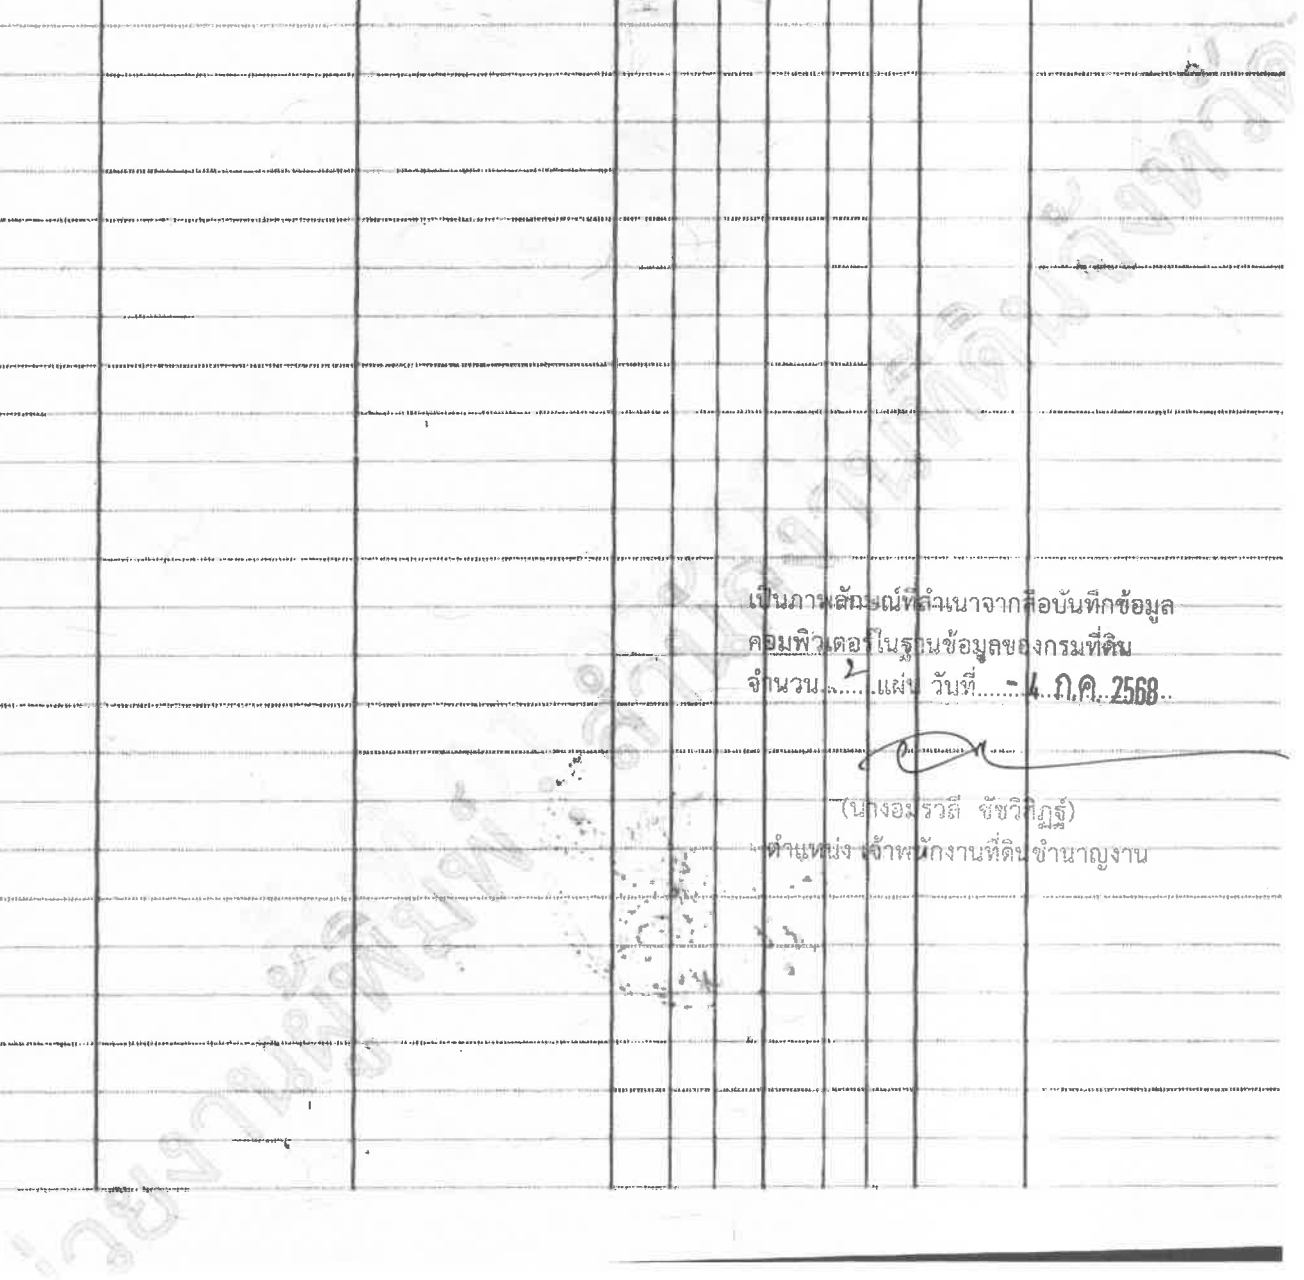 เป็นภาพลักษณ์ที่สำเนาจากสื่อบันทึกข้อมูล
คอมพิวเตอร์ในฐานข้อมูลของกรมที่ดิน
จำนวน.....2.....แผ่น วันที่.....- 4 ก.ค. 2568..
(นางอมรวลี ชัชวิสิฏฐ์)
ตำแหน่ง เจ้าพนักงานที่ดินชำนาญงาน